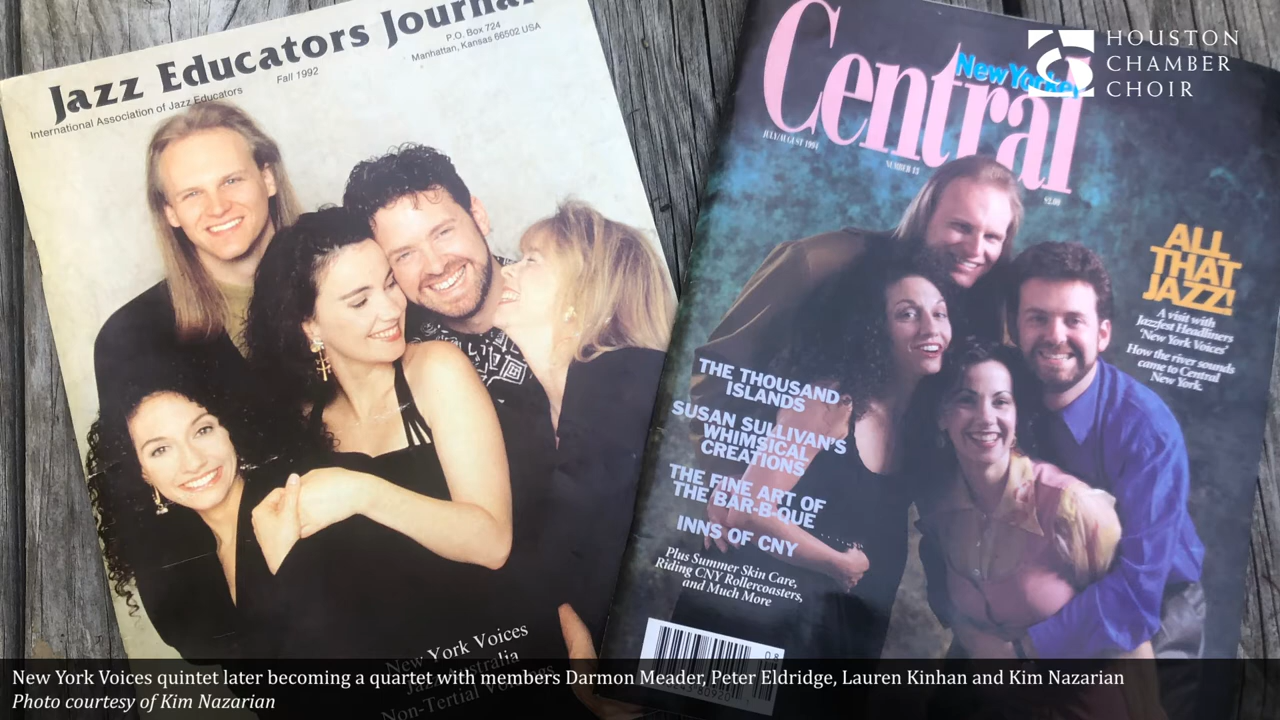 Jazz Educators Journal
P.O. Box 724
Manhattan, Kansas 66502 USA
Fall 1992
International Association of Jazz Educators
New York Voices
Non-Tertial
Central
New Yorker
JULY/AUGUST 1994
NUMBER 33
$2.00
HOUSTON
CHAMBER
CHOIR
ALL
THAT
JAZZ!
A visit with
Jazzfest Headliners
'New York Voices'
How the river sounds
came to Central
New York.
THE THOUSAND
ISLANDS
SUSAN SULLIVAN'S
WHIMSICAL
CREATIONS
THE FINE ART OF
THE BAR-B-QUE
INNS OF CNY
Plus Summer Skin Care,
Riding CNY Rollercoasters,
and Much More
New York Voices quintet later becoming a quartet with members Darmon Meader, Peter Eldridge, Lauren Kinhan and Kim Nazarian
Photo courtesy of Kim Nazarian